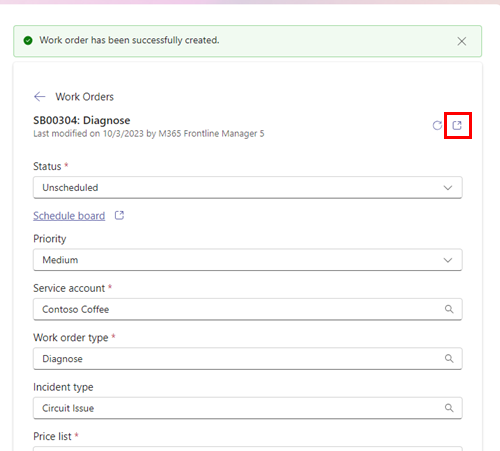 Work order has been successfully created.
Work Orders
SB00304: Diagnose
Last modified on 10/3/2023 by M365 Frontline Manager 5
Status *
Unscheduled
Schedule board
Priority
Medium
Service account *
Contoso Coffee
Work order type *
Diagnose
Incident type
Circuit Issue
Price list *